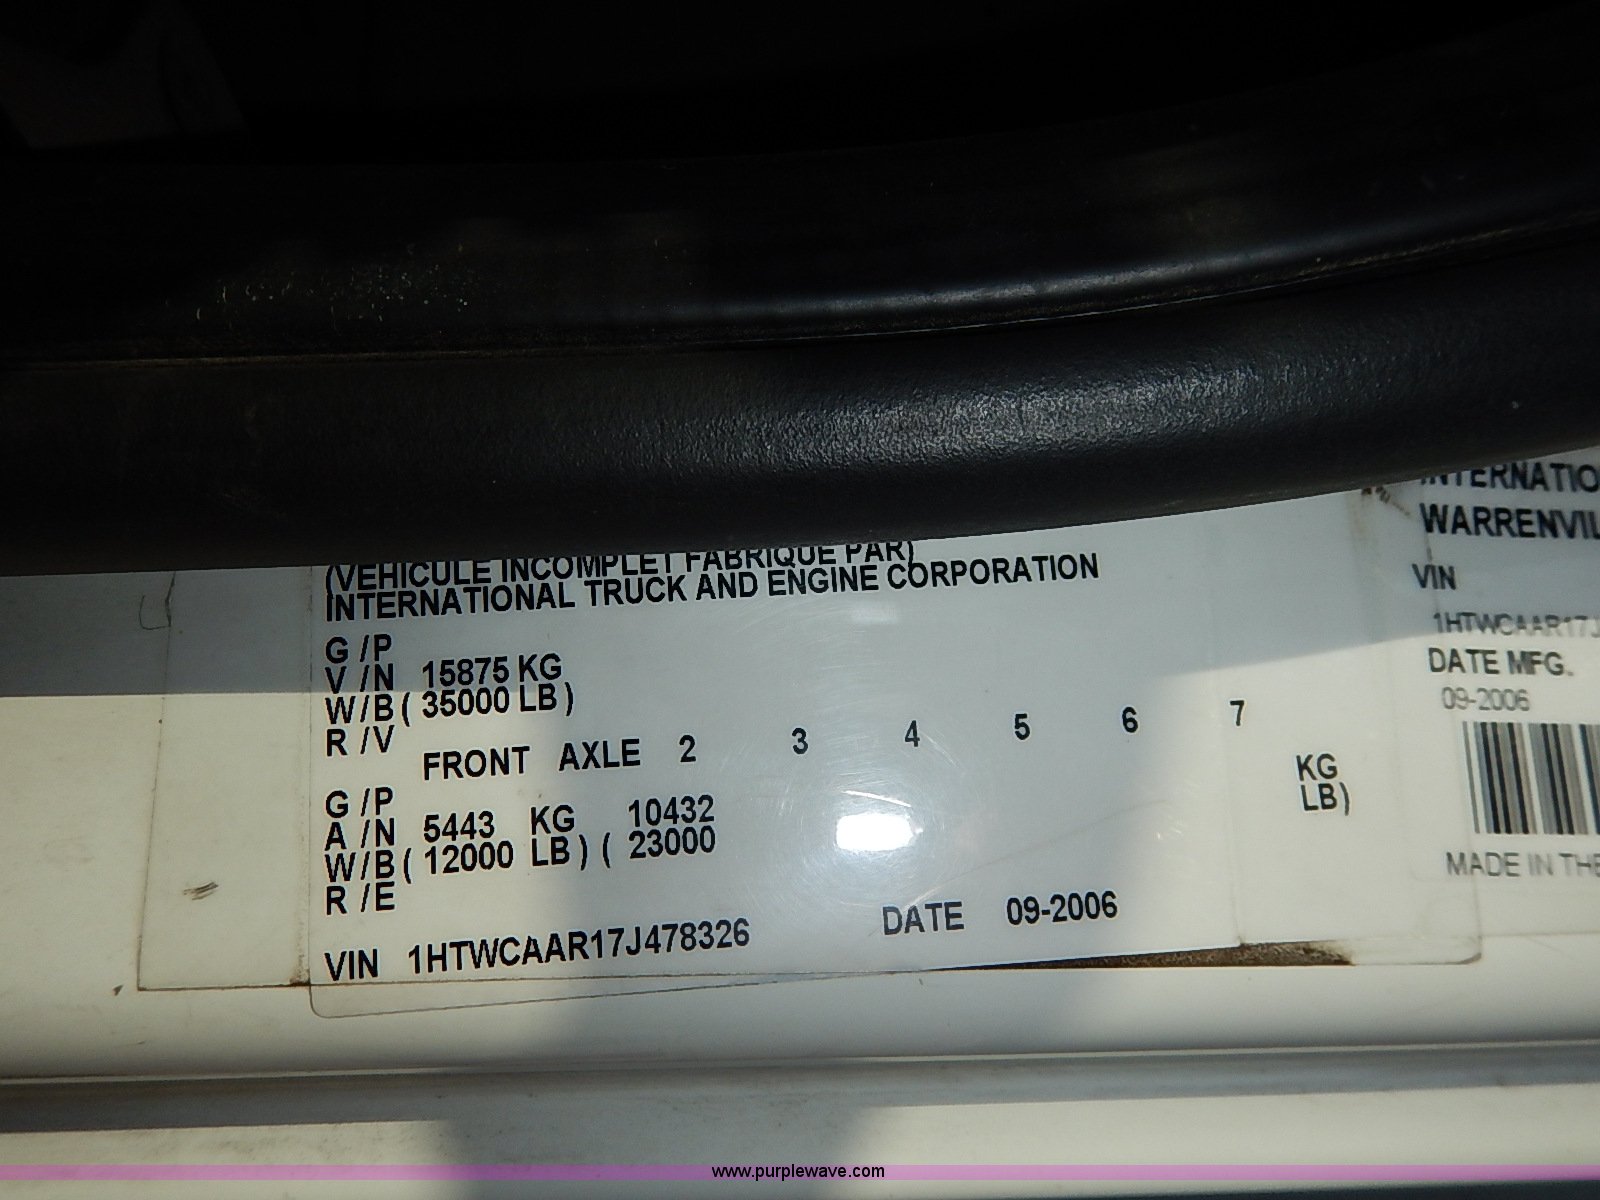 (VEHICULE INCOMPLET FABRIQUE PAR)
INTERNATIONAL TRUCK AND ENGINE CORPORATION
G /P
V /N 15875 KG
W/B ( 35000 LB )
R /V
FRONT AXLE 2 3 4 5 6 7
G /P
A /N 5443 KG 10432 KG
W/B ( 12000 LB ) ( 23000 LB)
R /E
VIN 1HTWCAAR17J478326 DATE 09-2006
INTERNATIO
WARRENVIL
VIN
1HTWCAAR17J
DATE MFG.
09-2006
MADE IN THE
www.purplewave.com